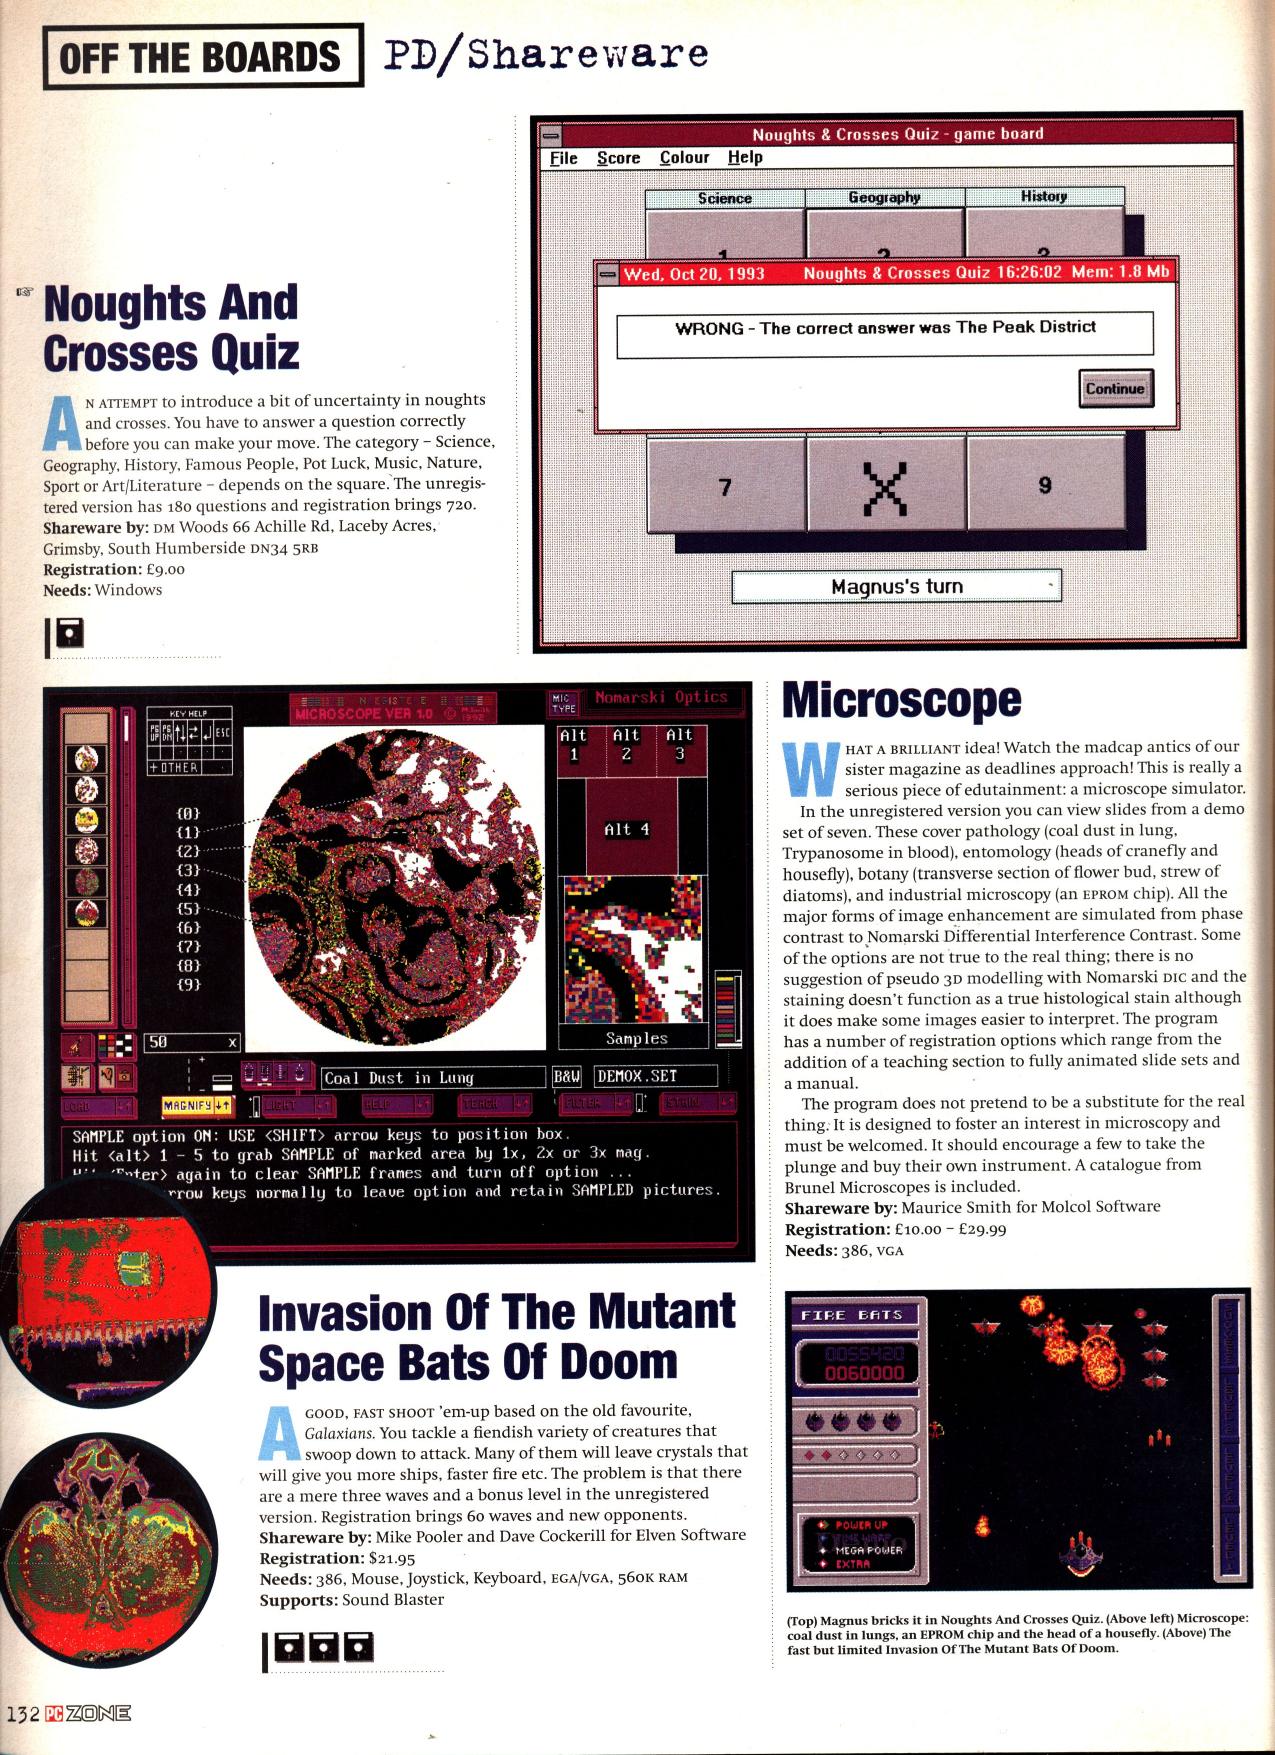 OFF THE BOARDS PD/Shareware
Noughts And
Crosses Quiz
AN ATTEMPT to introduce a bit of uncertainty in noughts
and crosses. You have to answer a question correctly
before you can make your move. The category – Science,
Geography, History, Famous People, Pot Luck, Music, Nature,
Sport or Art/Literature – depends on the square. The unregis-
tered version has 180 questions and registration brings 720.
Shareware by: DM Woods 66 Achille Rd, Laceby Acres,
Grimsby, South Humberside DN34 5RB
Registration: £9.00
Needs: Windows
Noughts & Crosses Quiz - game board
File Score Colour Help
Science Geography History
1 2 3
Wed, Oct 20, 1993 Noughts & Crosses Quiz 16:26:02 Mem: 1.8 Mb
WRONG - The correct answer was The Peak District
Continue
7 X 9
Magnus's turn
KEY HELP
PG UP PG DN ESC
+ OTHER
MICROSCOPE VER 1.0 © M.Smith 1992
MIC TYPE
Nomarski Optics
Alt 1 Alt 2 Alt 3
Alt 4
{0}
{1}
{2}
{3}
{4}
{5}
{6}
{7}
{8}
{9}
Samples
50 x
Coal Dust in Lung B&W DEMOX.SET
LOAD MAGNIFY LIGHT HELP TEACH FILTER STAIN
SAMPLE option ON: USE <SHIFT> arrow keys to position box.
Hit <alt> 1 - 5 to grab SAMPLE of marked area by 1x, 2x or 3x mag.
Hit <Enter> again to clear SAMPLE frames and turn off option ...
rrow keys normally to leave option and retain SAMPLED pictures.
Microscope
WHAT A BRILLIANT idea! Watch the madcap antics of our
sister magazine as deadlines approach! This is really a
serious piece of edutainment: a microscope simulator.
In the unregistered version you can view slides from a demo
set of seven. These cover pathology (coal dust in lung,
Trypanosome in blood), entomology (heads of cranefly and
housefly), botany (transverse section of flower bud, strew of
diatoms), and industrial microscopy (an EPROM chip). All the
major forms of image enhancement are simulated from phase
contrast to Nomarski Differential Interference Contrast. Some
of the options are not true to the real thing; there is no
suggestion of pseudo 3D modelling with Nomarski DIC and the
staining doesn't function as a true histological stain although
it does make some images easier to interpret. The program
has a number of registration options which range from the
addition of a teaching section to fully animated slide sets and
a manual.
The program does not pretend to be a substitute for the real
thing. It is designed to foster an interest in microscopy and
must be welcomed. It should encourage a few to take the
plunge and buy their own instrument. A catalogue from
Brunel Microscopes is included.
Shareware by: Maurice Smith for Molcol Software
Registration: £10.00 – £29.99
Needs: 386, VGA
Invasion Of The Mutant
Space Bats Of Doom
A GOOD, FAST SHOOT 'em-up based on the old favourite,
Galaxians. You tackle a fiendish variety of creatures that
swoop down to attack. Many of them will leave crystals that
will give you more ships, faster fire etc. The problem is that there
are a mere three waves and a bonus level in the unregistered
version. Registration brings 60 waves and new opponents.
Shareware by: Mike Pooler and Dave Cockerill for Elven Software
Registration: $21.95
Needs: 386, Mouse, Joystick, Keyboard, EGA/VGA, 560K RAM
Supports: Sound Blaster
FIRE BATS
0055420
0060000
POWER UP
TIME WARP
MEGA POWER
EXTRA
(Top) Magnus bricks it in Noughts And Crosses Quiz. (Above left) Microscope:
coal dust in lungs, an EPROM chip and the head of a housefly. (Above) The
fast but limited Invasion Of The Mutant Bats Of Doom.
132 PC ZONE